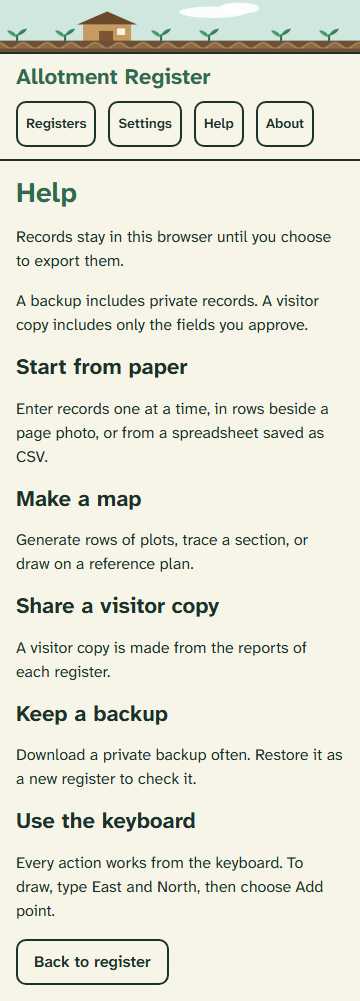 Allotment Register
Registers
Settings
Help
About
Help
Records stay in this browser until you choose
to export them.
A backup includes private records. A visitor
copy includes only the fields you approve.
Start from paper
Enter records one at a time, in rows beside a
page photo, or from a spreadsheet saved as
CSV.
Make a map
Generate rows of plots, trace a section, or
draw on a reference plan.
Share a visitor copy
A visitor copy is made from the reports of
each register.
Keep a backup
Download a private backup often. Restore it as
a new register to check it.
Use the keyboard
Every action works from the keyboard. To
draw, type East and North, then choose Add
point.
Back to register